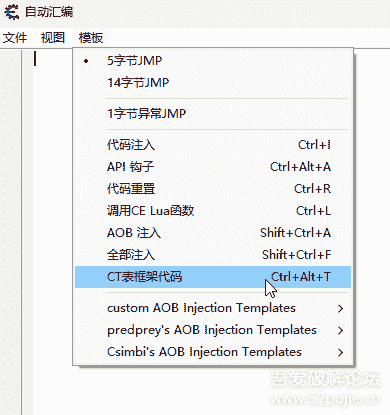 自动汇编
文件 视图 模板
5字节JMP
14字节JMP
1字节异常JMP
代码注入 Ctrl+I
API 钩子 Ctrl+Alt+A
代码重置 Ctrl+R
调用CE Lua函数 Ctrl+L
AOB 注入 Shift+Ctrl+A
全部注入 Shift+Ctrl+F
CT表框架代码 Ctrl+Alt+T
custom AOB Injection Templates
predprey's AOB Injection Templates
Csimbi's AOB Injection Templates
吾爱破解论坛
www.52pojie.cn